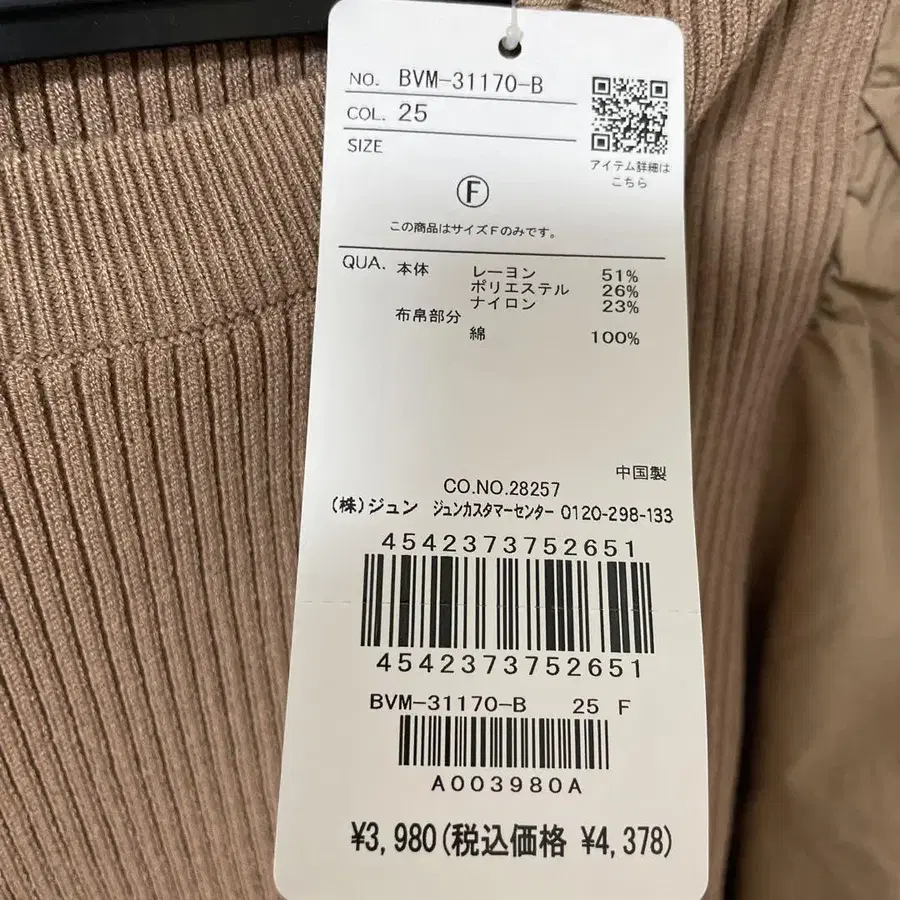 NO. BVM-31170-B
COL. 25
SIZE
アイテム詳細は
こちら
F
この商品はサイズFのみです。
QUA. 本体 レーヨン 51%
ポリエステル 26%
ナイロン 23%
布帛部分
綿 100%
中国製
CO.NO.28257
(株)ジュン ジュンカスタマーセンター 0120-298-133
4542373752651
4542373752651
BVM-31170-B 25 F
A003980A
¥3,980(税込価格 ¥4,378)